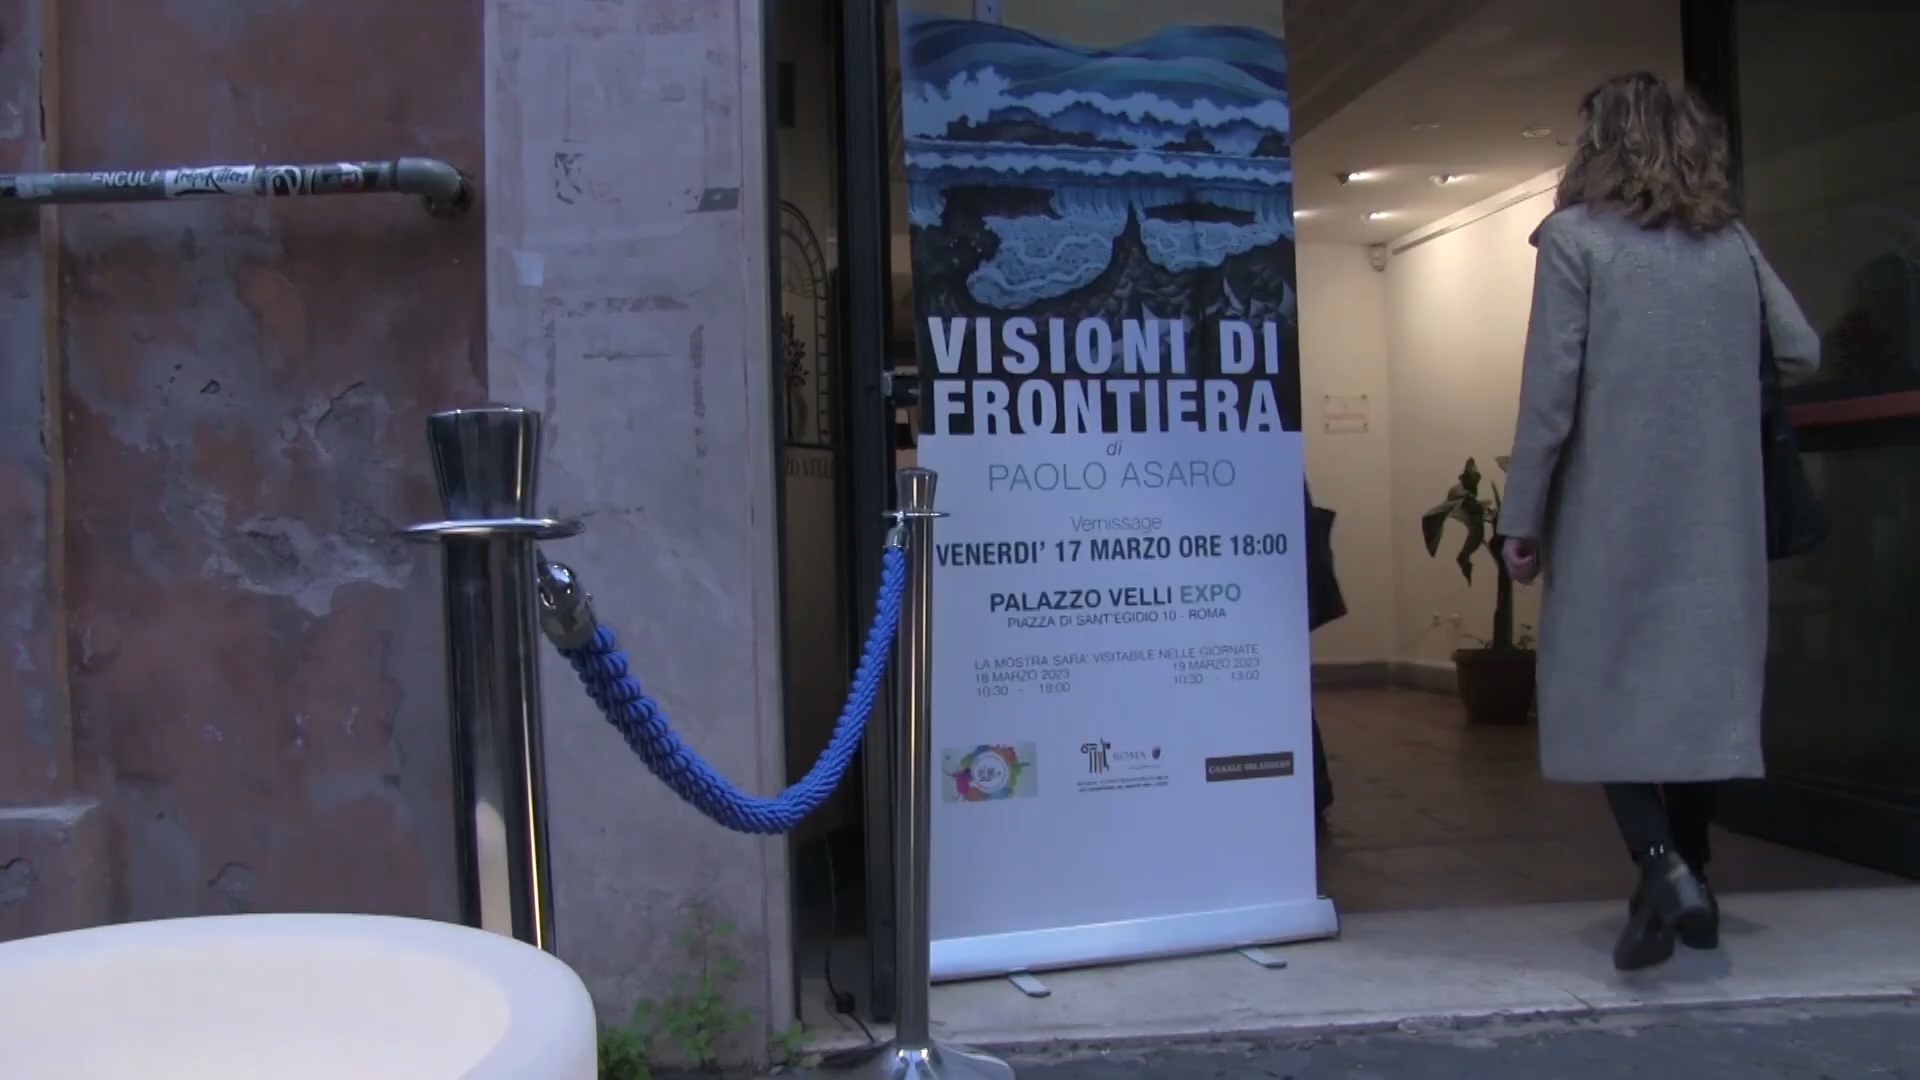 ENCUL
TropiKillers
VISIONI DI
FRONTIERA
di
PAOLO ASARO
Vernissage
VENERDI' 17 MARZO ORE 18:00
PALAZZO VELLI EXPO
PIAZZA DI SANT'EGIDIO 10 - ROMA
LA MOSTRA SARA' VISITABILE NELLE GIORNATE
18 MARZO 2023 19 MARZO 2023
10:30 - 18:00 10:30 - 13:00
ROMA